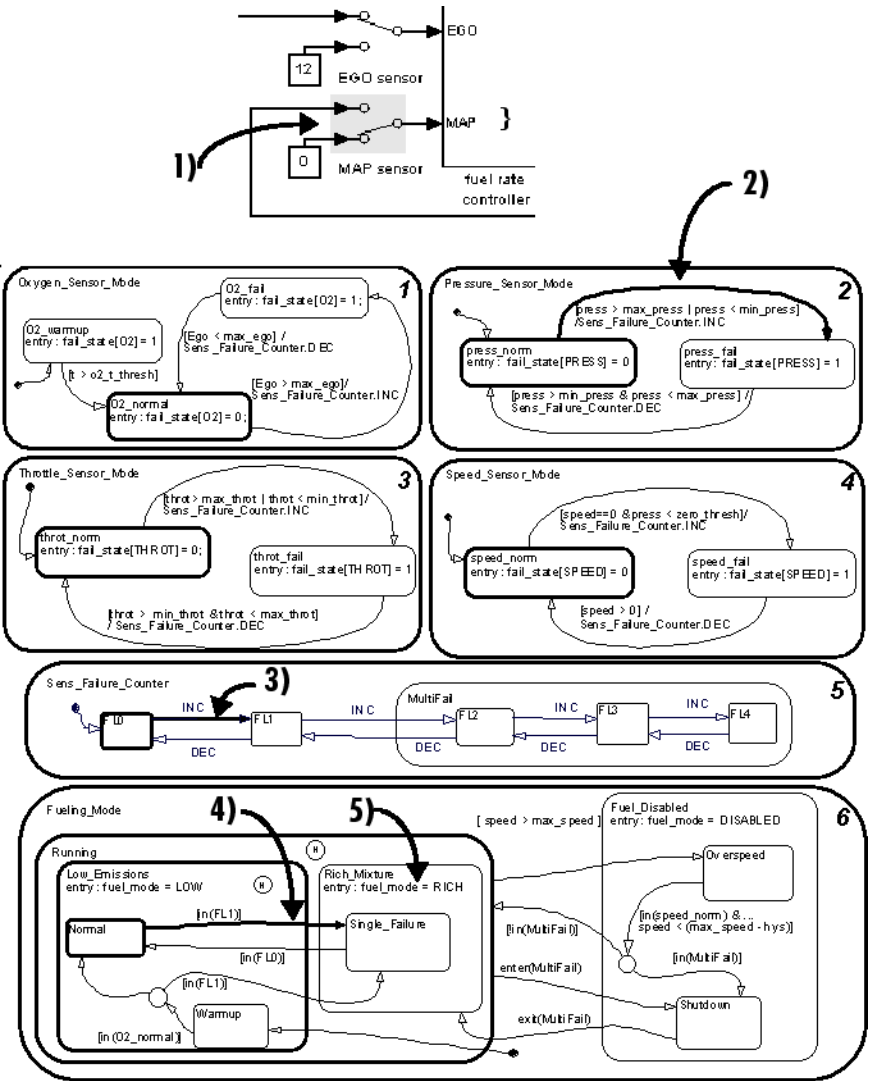 EGO
12
EGO sensor
1)
MAP
}
0
MAP sensor
fuel rate
controller
2)
Oxygen_Sensor_Mode
1
O2_fail
entry: fail_state[O2] = 1;
O2_warmup
entry: fail_state[O2] = 1
[Ego < max_ego] /
Sens_Failure_Counter.DEC
[t > o2_t_thresh]
[Ego > max_ego]/
Sens_Failure_Counter.INC
O2_normal
entry: fail_state[O2] = 0;
Pressure_Sensor_Mode
2
[press > max_press | press < min_press]
/Sens_Failure_Counter.INC
press_norm
entry: fail_state[PRESS] = 0
press_fail
entry: fail_state[PRESS] = 1
[press > min_press & press < max_press] /
Sens_Failure_Counter.DEC
Throttle_Sensor_Mode
3
[throt > max_throt | throt < min_throt]/
Sens_Failure_Counter.INC
throt_norm
entry: fail_state[THROT] = 0;
throt_fail
entry: fail_state[THROT] = 1
[throt > min_throt &throt < max_throt]
/ Sens_Failure_Counter.DEC
Speed_Sensor_Mode
4
[speed==0 &press < zero_thresh]/
Sens_Failure_Counter.INC
speed_norm
entry: fail_state[SPEED] = 0
speed_fail
entry: fail_state[SPEED] = 1
[speed > 0] /
Sens_Failure_Counter.DEC
Sens_Failure_Counter
3)
5
MultiFail
INC
INC
INC
INC
FL0
FL1
FL2
FL3
FL4
DEC
DEC
DEC
DEC
Fueling_Mode
4)
5)
6
[ speed > max_speed ]
Fuel_Disabled
entry: fuel_mode = DISABLED
Running
H
Low_Emissions
entry: fuel_mode = LOW
H
Rich_Mixture
entry: fuel_mode = RICH
Overspeed
[in(FL1)]
Normal
Single_Failure
[in(FL0)]
[in(speed_norm) &...
speed < (max_speed - hys)]
[!in(MultiFail)]
[in(MultiFail)]
enter(MultiFail)
[in(FL1)]
Warmup
Shutdown
exit(MultiFail)
[in(O2_normal)]